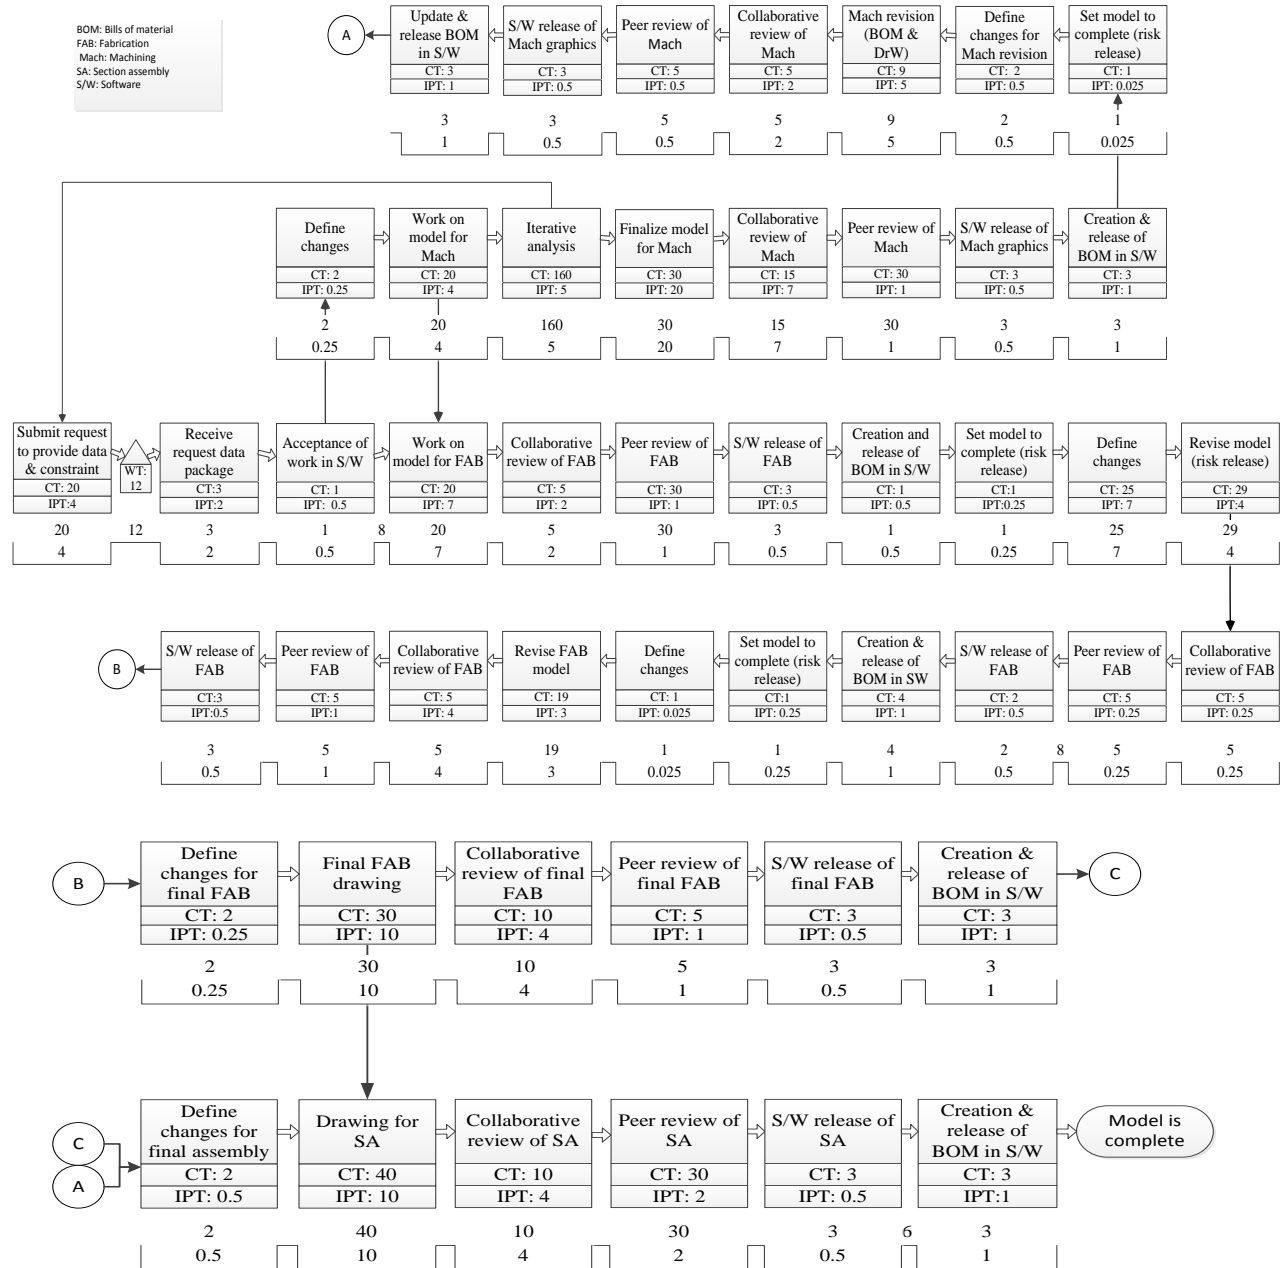 BOM: Bills of material
FAB: Fabrication
Mach: Machining
SA: Section assembly
S/W: Software
A
Update &
release BOM
in S/W
CT: 3
IPT: 1
S/W release of
Mach graphics
CT: 3
IPT: 0.5
Peer review of
Mach
CT: 5
IPT: 0.5
Collaborative
review of
Mach
CT: 5
IPT: 2
Mach revision
(BOM &
DrW)
CT: 9
IPT: 5
Define
changes for
Mach revision
CT: 2
IPT: 0.5
Set model to
complete (risk
release)
CT: 1
IPT: 0.025
3 3 5 5 9 2 1
1 0.5 0.5 2 5 0.5 0.025
Define
changes
CT: 2
IPT: 0.25
Work on
model for
Mach
CT: 20
IPT: 4
Iterative
analysis
CT: 160
IPT: 5
Finalize model
for Mach
CT: 30
IPT: 20
Collaborative
review of
Mach
CT: 15
IPT: 7
Peer review of
Mach
CT: 30
IPT: 1
S/W release of
Mach graphics
CT: 3
IPT: 0.5
Creation &
release of
BOM in S/W
CT: 3
IPT: 1
2 20 160 30 15 30 3 3
0.25 4 5 20 7 1 0.5 1
Submit request
to provide data
& constraint
CT: 20
IPT:4
WT:
12
Receive
request data
package
CT:3
IPT:2
Acceptance of
work in S/W
CT: 1
IPT: 0.5
Work on
model for FAB
CT: 20
IPT: 7
Collaborative
review of FAB
CT: 5
IPT: 2
Peer review of
FAB
CT: 30
IPT: 1
S/W release of
FAB
CT: 3
IPT: 0.5
Creation and
release of
BOM in S/W
CT: 1
IPT: 0.5
Set model to
complete (risk
release)
CT:1
IPT:0.25
Define
changes
CT: 25
IPT: 7
Revise model
(risk release)
CT: 29
IPT:4
20 12 3 1 8 20 5 30 3 1 1 25 29
4 2 0.5 7 2 1 0.5 0.5 0.25 7 4
B
S/W release of
FAB
CT:3
IPT:0.5
Peer review of
FAB
CT: 5
IPT:1
Collaborative
review of FAB
CT: 5
IPT: 4
Revise FAB
model
CT: 19
IPT: 3
Define
changes
CT: 1
IPT: 0.025
Set model to
complete (risk
release)
CT:1
IPT: 0.25
Creation &
release of
BOM in SW
CT: 4
IPT: 1
S/W release of
FAB
CT: 2
IPT: 0.5
Peer review of
FAB
CT: 5
IPT: 0.25
Collaborative
review of FAB
CT: 5
IPT: 0.25
3 5 5 19 1 1 4 2 8 5 5
0.5 1 4 3 0.025 0.25 1 0.5 0.25 0.25
B
Define
changes for
final FAB
CT: 2
IPT: 0.25
Final FAB
drawing
CT: 30
IPT: 10
Collaborative
review of final
FAB
CT: 10
IPT: 4
Peer review of
final FAB
CT: 5
IPT: 1
S/W release of
final FAB
CT: 3
IPT: 0.5
Creation &
release of
BOM in S/W
CT: 3
IPT: 1
C
2 30 10 5 3 3
0.25 10 4 1 0.5 1
C
A
Define
changes for
final assembly
CT: 2
IPT: 0.5
Drawing for
SA
CT: 40
IPT: 10
Collaborative
review of SA
CT: 10
IPT: 4
Peer review of
SA
CT: 30
IPT: 2
S/W release of
SA
CT: 3
IPT: 0.5
Creation &
release of
BOM in S/W
CT: 3
IPT:1
Model is
complete
2 40 10 30 3 6 3
0.5 10 4 2 0.5 1